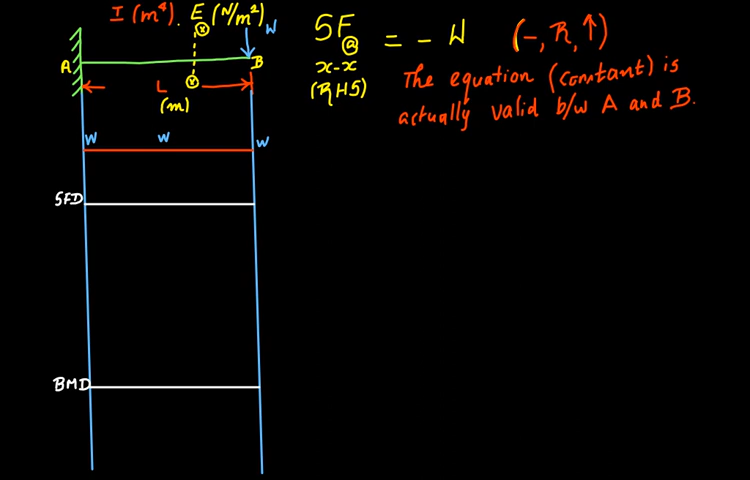 I (m⁴). E (N/m²)
W
A
B
x
x
L
(m)
W W W
SFD
BMD
SF@ = - W (-, R, ↑)
x-x
(RHS)
The equation (constant) is
actually valid b/w A and B.